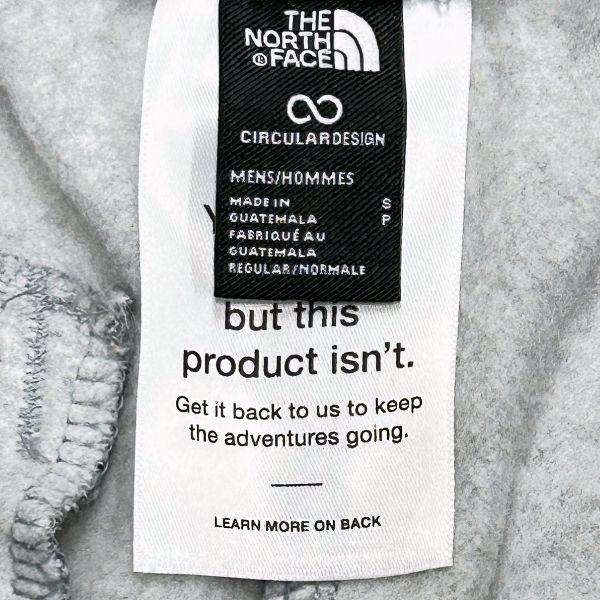 THE
NORTH
FACE
®
CIRCULARDESIGN
MENS/HOMMES
MADE IN
GUATEMALA
FABRIQUÉ AU
GUATEMALA
REGULAR/NORMALE
S
P
but this
product isn't.
Get it back to us to keep
the adventures going.
LEARN MORE ON BACK